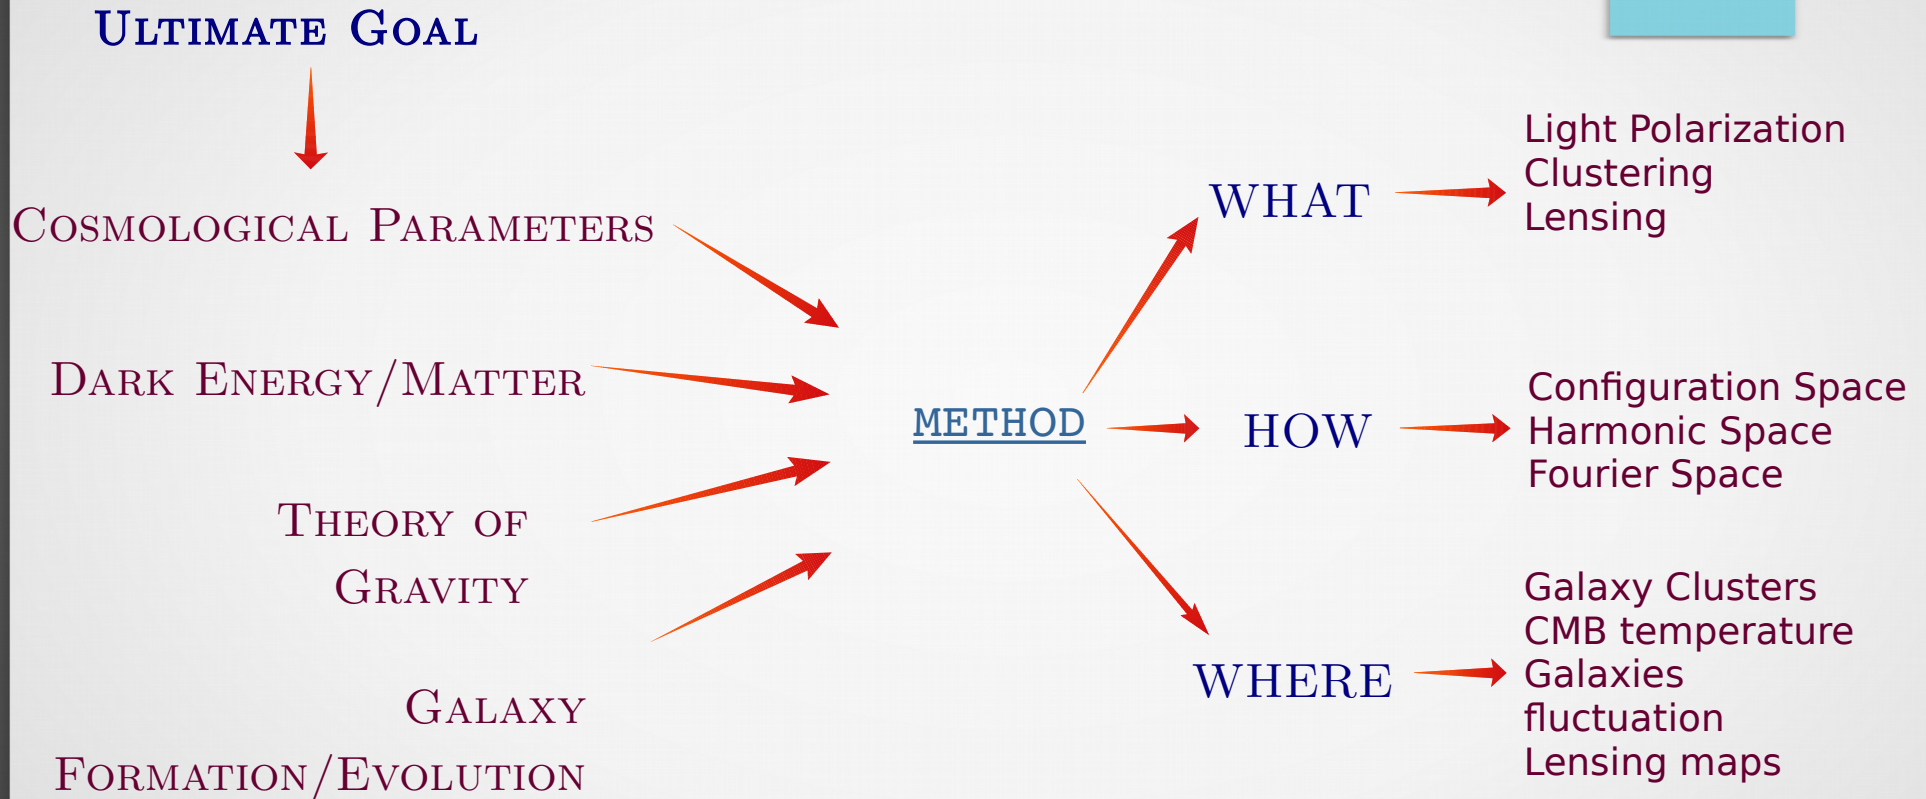 Ultimate Goal
Cosmological Parameters
Dark Energy/Matter
Theory of
Gravity
Galaxy
Formation/Evolution
METHOD
WHAT
Light Polarization
Clustering
Lensing
HOW
Configuration Space
Harmonic Space
Fourier Space
WHERE
Galaxy Clusters
CMB temperature
Galaxies
fluctuation
Lensing maps